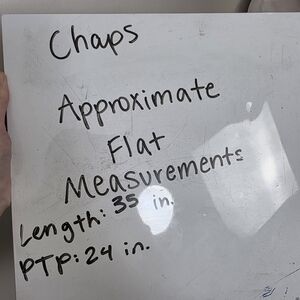 Chaps
Approximate
Flat
Measurements
Length: 35 in.
PTP: 24 in.